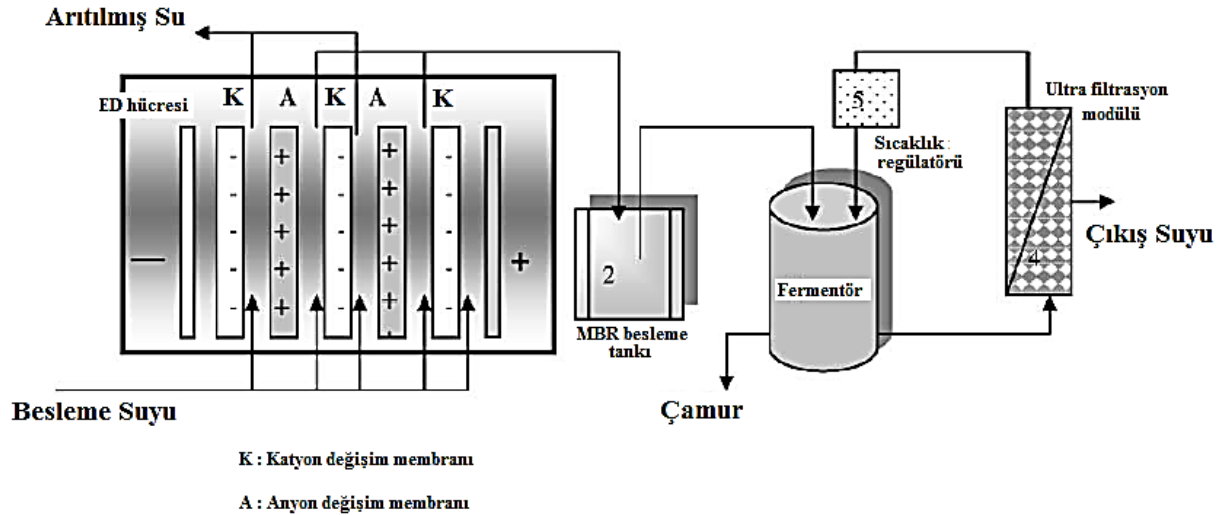 Arıtılmış Su
ED hücresi
K A K A K
- +
Besleme Suyu
2
MBR besleme
tankı
5
Sıcaklık
regülatörü
Fermentör
Çamur
Ultra filtrasyon
modülü
4
Çıkış Suyu
K : Katyon değişim membranı
A : Anyon değişim membranı